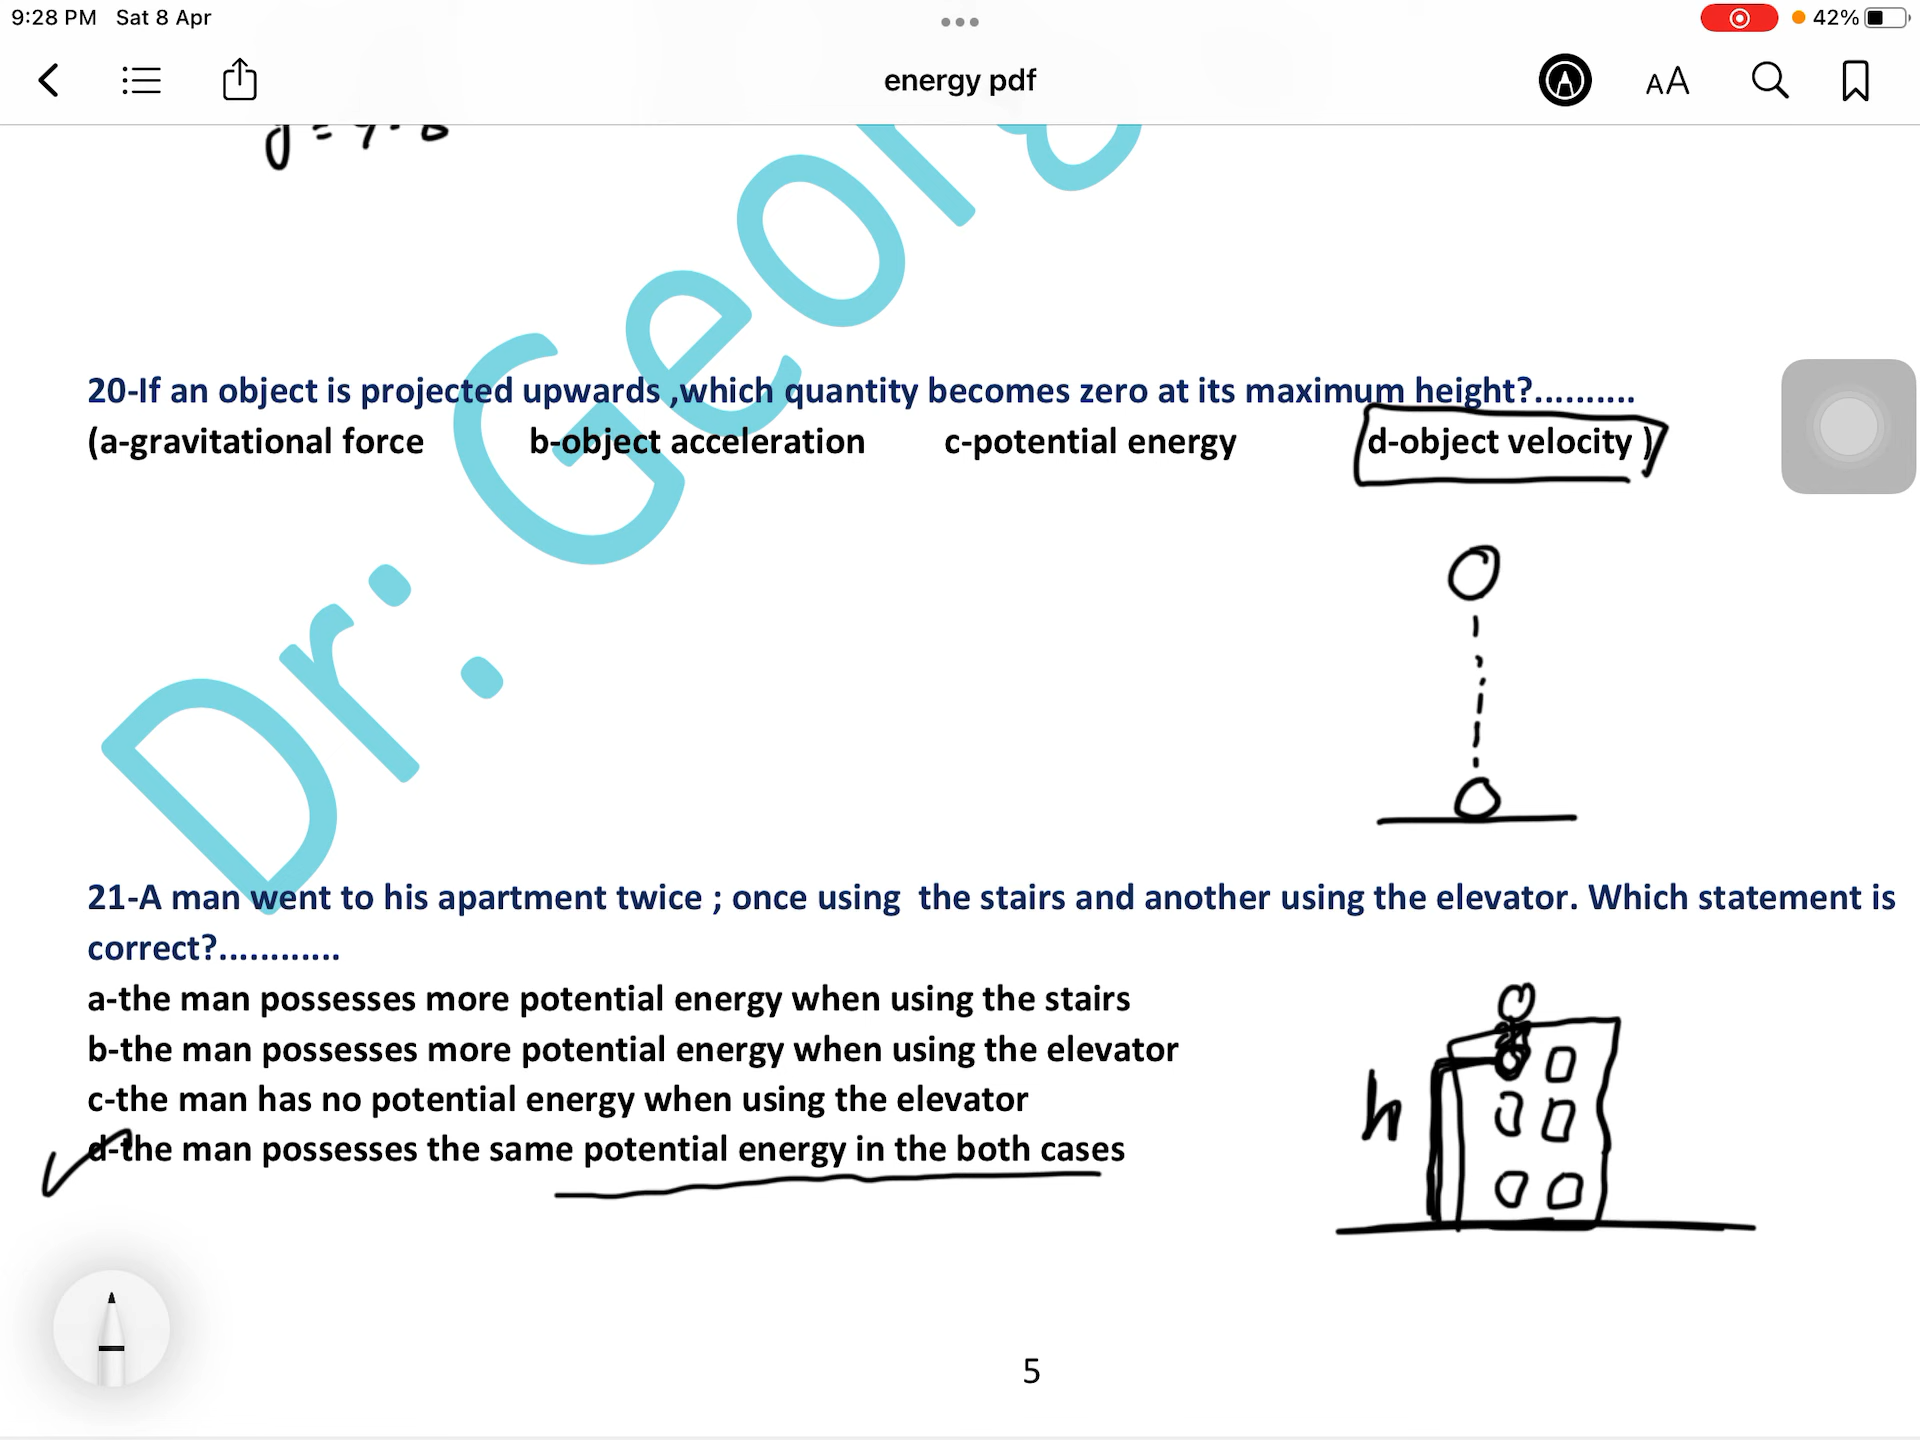 9:28 PM Sat 8 Apr
42%
energy pdf
AA
Dr: Georg
20-If an object is projected upwards ,which quantity becomes zero at its maximum height?..........
(a-gravitational force b-object acceleration c-potential energy d-object velocity )
21-A man went to his apartment twice ; once using the stairs and another using the elevator. Which statement is
correct?............
a-the man possesses more potential energy when using the stairs
b-the man possesses more potential energy when using the elevator
c-the man has no potential energy when using the elevator
d-the man possesses the same potential energy in the both cases
h
5